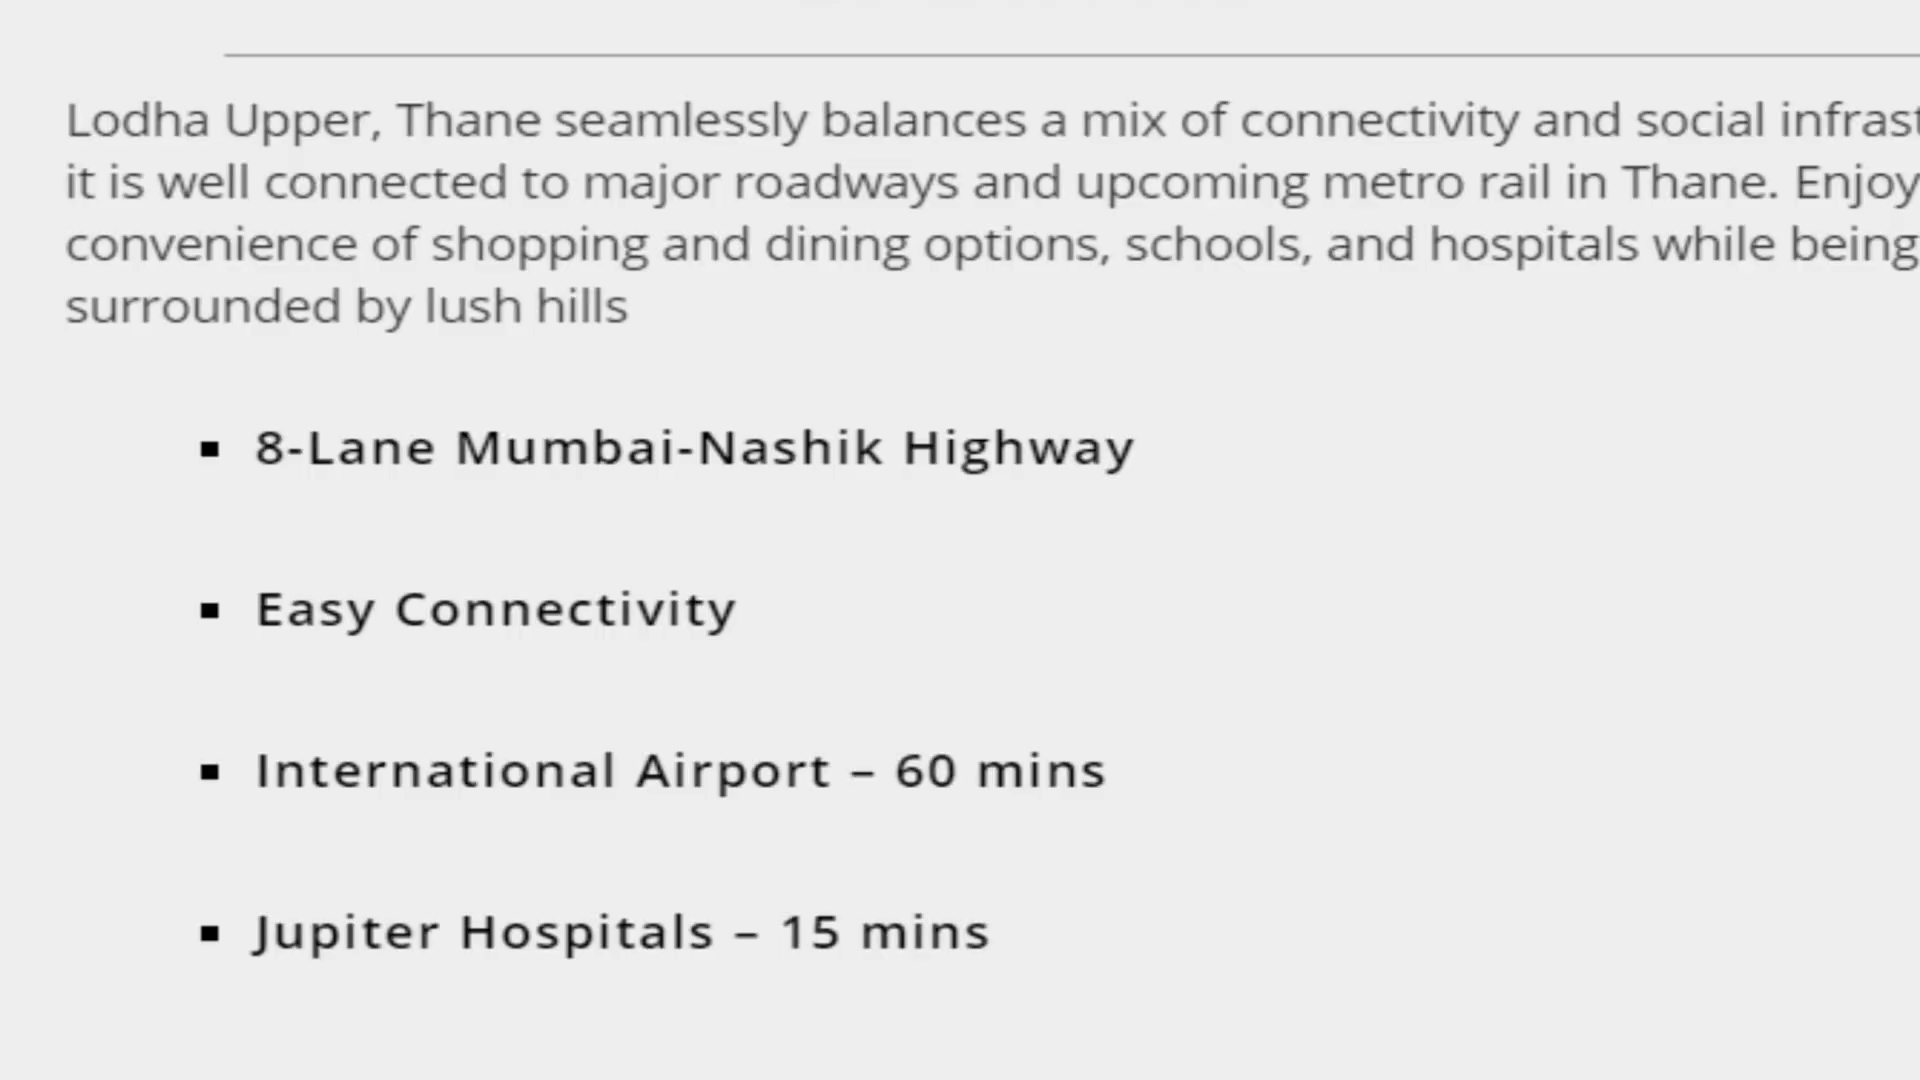 Lodha Upper, Thane seamlessly balances a mix of connectivity and social
it is well connected to major roadways and upcoming metro rail in Thane. Enjoy
convenience of shopping and dining options, schools, and hospitals while being
surrounded by lush hills
▪ 8-Lane Mumbai-Nashik Highway
▪ Easy Connectivity
▪ International Airport – 60 mins
▪ Jupiter Hospitals – 15 mins